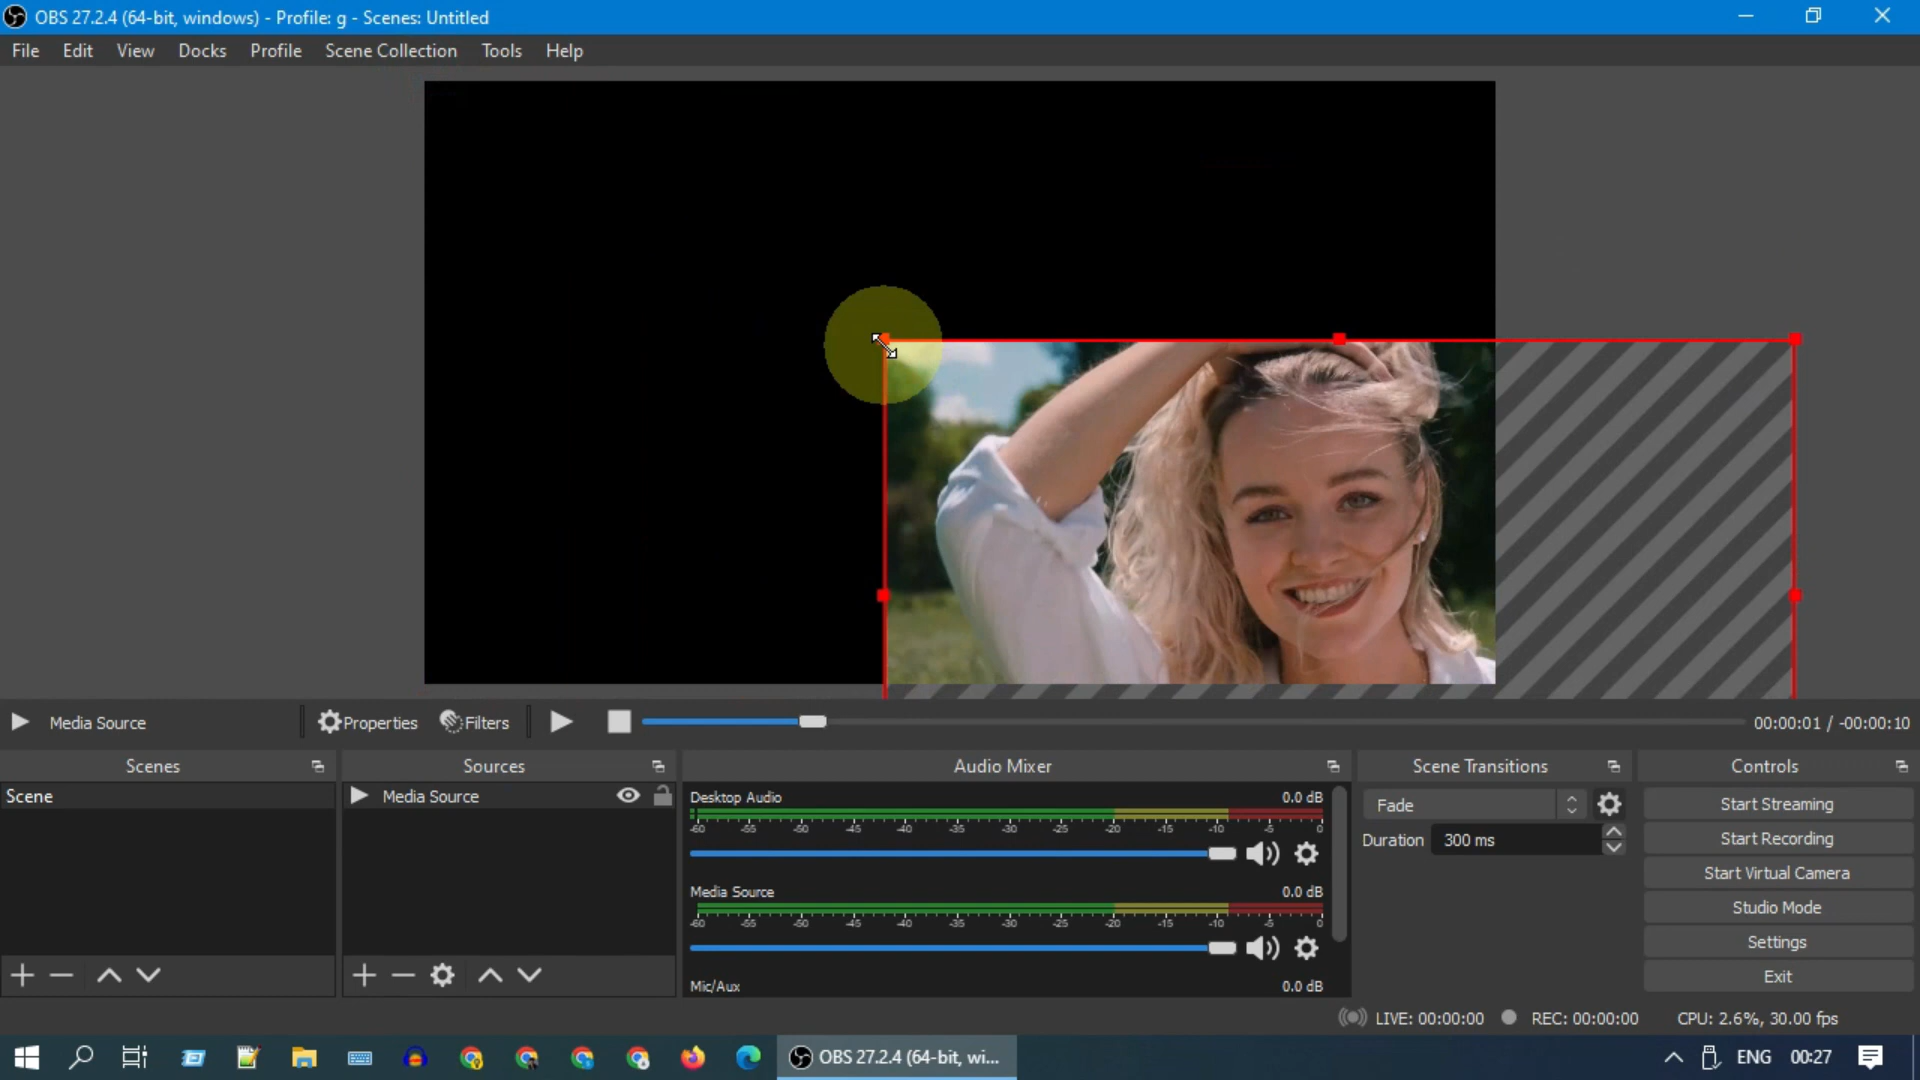 OBS 27.2.4 (64-bit, windows) - Profile: g - Scenes: Untitled
File Edit View Docks Profile Scene Collection Tools Help
Media Source Properties Filters 00:00:01 / -00:00:10
Scenes Sources Audio Mixer Scene Transitions Controls
Scene
Media Source
Desktop Audio 0.0 dB
-60 -55 -50 -45 -40 -35 -30 -25 -20 -15 -10 -5 0
Media Source 0.0 dB
-60 -55 -50 -45 -40 -35 -30 -25 -20 -15 -10 -5 0
Mic/Aux 0.0 dB
Fade
Duration 300 ms
Start Streaming
Start Recording
Start Virtual Camera
Studio Mode
Settings
Exit
LIVE: 00:00:00 REC: 00:00:00 CPU: 2.6%, 30.00 fps
OBS 27.2.4 (64-bit, wi... ENG 00:27